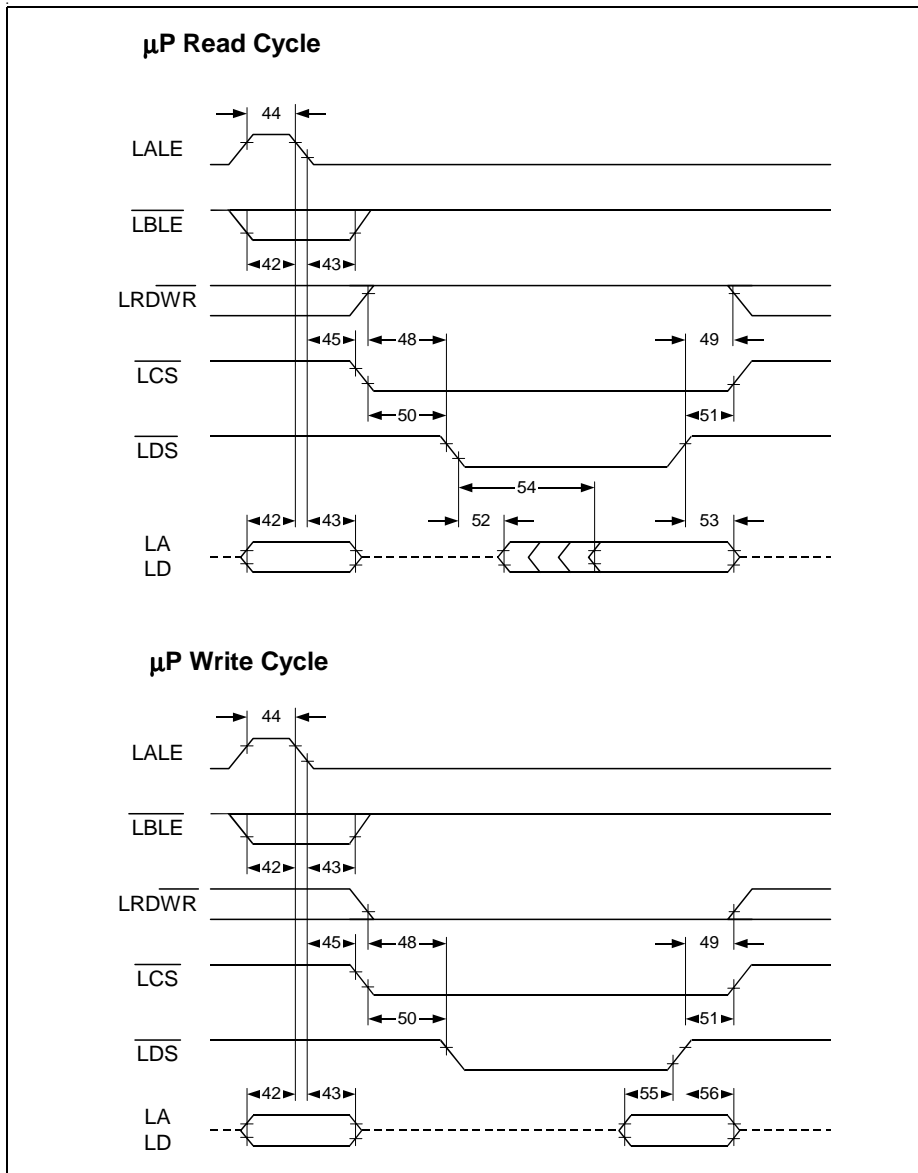 μP Read Cycle
44
LALE
LBLE
42 43
LRDWR
45 48 49
LCS
50 51
LDS
54
42 43 52 53
LA
LD
μP Write Cycle
44
LALE
LBLE
42 43
LRDWR
45 48 49
LCS
50 51
LDS
42 43 55 56
LA
LD